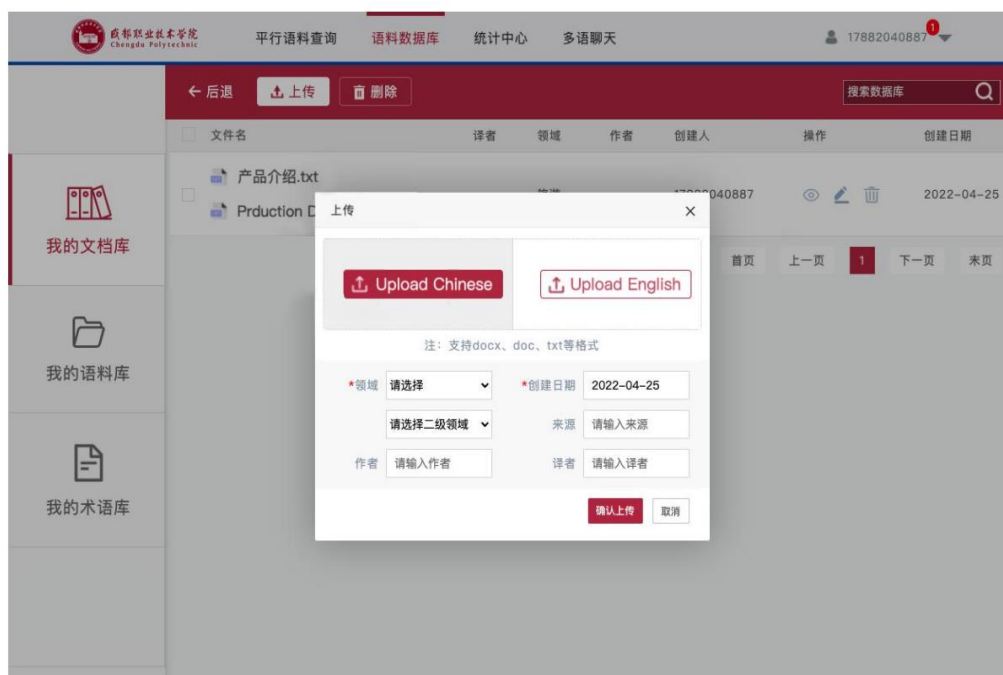 成都职业技术学院
Chengdu Polytechnic
平行语料查询 语料数据库 统计中心 多语聊天
17882040887 1
后退 上传 删除 搜索数据库
文件名 译者 领域 作者 创建人 操作 创建日期
产品介绍.txt
Prduction D
040887 2022-04-25
首页 上一页 1 下一页 末页
我的文档库
我的语料库
我的术语库
上传 ×
Upload Chinese Upload English
注：支持docx、doc、txt等格式
*领域 请选择 *创建日期 2022-04-25
请选择二级领域 来源 请输入来源
作者 请输入作者 译者 请输入译者
确认上传 取消